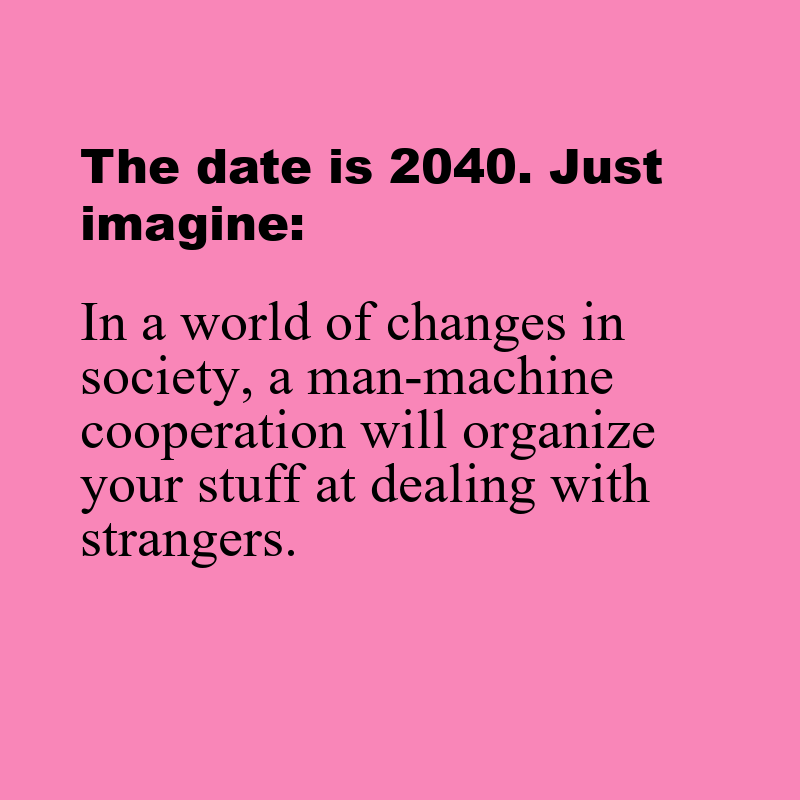 The date is 2040. Just
imagine:
In a world of changes in
society, a man-machine
cooperation will organize
your stuff at dealing with
strangers.